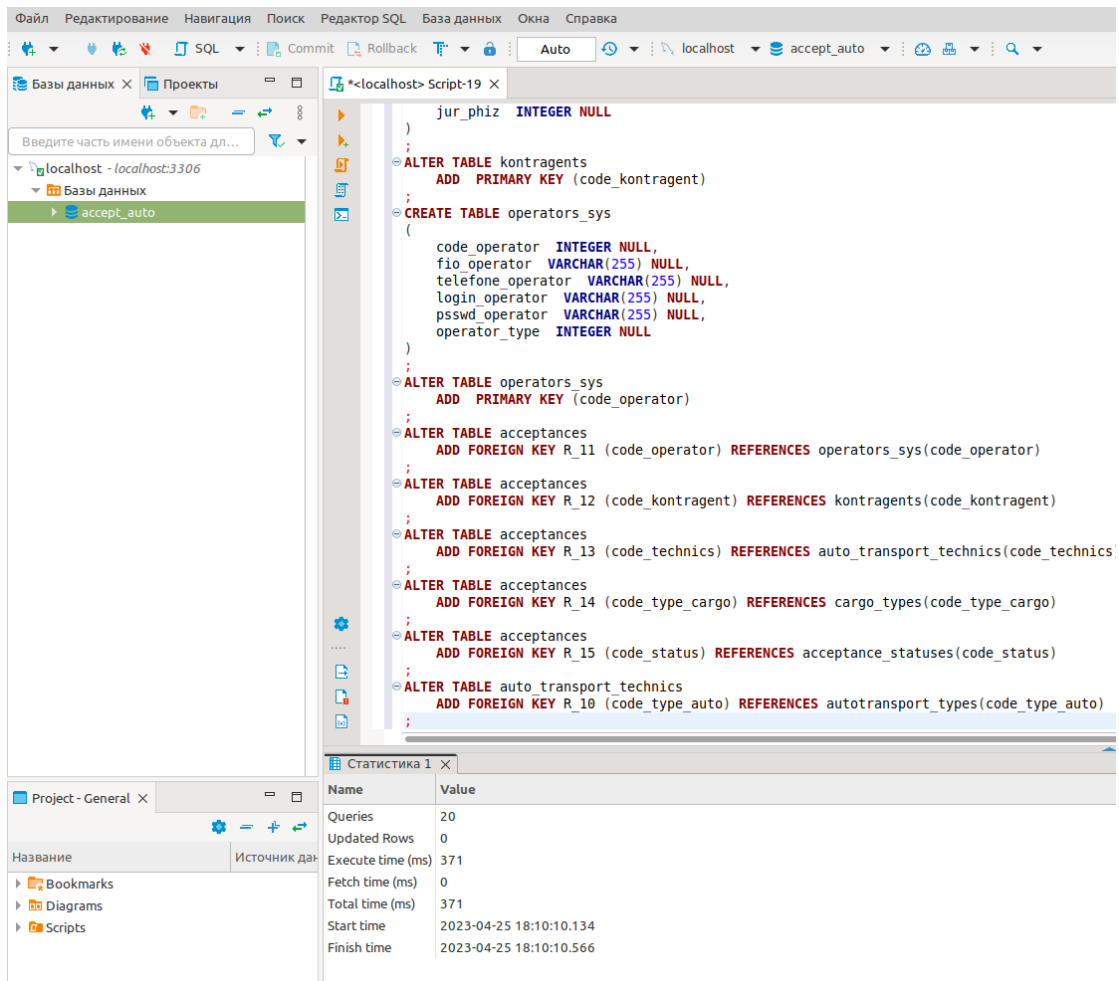 Файл Редактирование Навигация Поиск Редактор SQL База данных Окна Справка
SQL Commit Rollback Auto localhost accept_auto
Базы данных Проекты
Введите часть имени объекта дл...
localhost - localhost:3306
Базы данных
accept_auto
*<localhost> Script-19
jur_phiz INTEGER NULL
)
;
ALTER TABLE kontragents
ADD PRIMARY KEY (code_kontragent)
;
CREATE TABLE operators_sys
(
code_operator INTEGER NULL,
fio_operator VARCHAR(255) NULL,
telefone_operator VARCHAR(255) NULL,
login_operator VARCHAR(255) NULL,
psswd_operator VARCHAR(255) NULL,
operator_type INTEGER NULL
)
;
ALTER TABLE operators_sys
ADD PRIMARY KEY (code_operator)
;
ALTER TABLE acceptances
ADD FOREIGN KEY R_11 (code_operator) REFERENCES operators_sys(code_operator)
;
ALTER TABLE acceptances
ADD FOREIGN KEY R_12 (code_kontragent) REFERENCES kontragents(code_kontragent)
;
ALTER TABLE acceptances
ADD FOREIGN KEY R_13 (code_technics) REFERENCES auto_transport_technics(code_technics)
;
ALTER TABLE acceptances
ADD FOREIGN KEY R_14 (code_type_cargo) REFERENCES cargo_types(code_type_cargo)
;
ALTER TABLE acceptances
ADD FOREIGN KEY R_15 (code_status) REFERENCES acceptance_statuses(code_status)
;
ALTER TABLE auto_transport_technics
ADD FOREIGN KEY R_10 (code_type_auto) REFERENCES autotransport_types(code_type_auto)
;
Project - General
Название Источник дан
Bookmarks
Diagrams
Scripts
Статистика 1
Name Value
Queries 20
Updated Rows 0
Execute time (ms) 371
Fetch time (ms) 0
Total time (ms) 371
Start time 2023-04-25 18:10:10.134
Finish time 2023-04-25 18:10:10.566